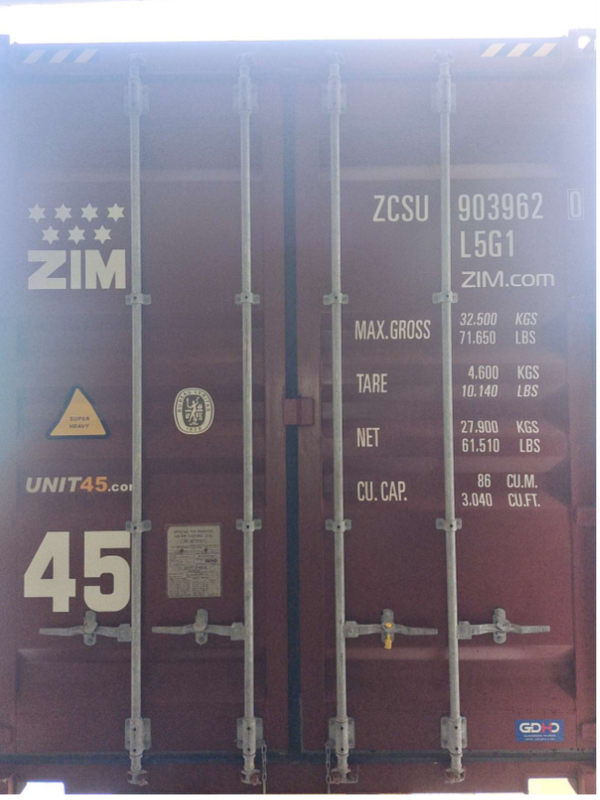 ZIM
SUPER
HEAVY
UNIT45.co
45
ZCSU 903962 0
L5G1
ZIM.com
MAX.GROSS 32.500 KGS
71.650 LBS
TARE 4.600 KGS
10.140 LBS
NET 27.900 KGS
61.510 LBS
CU. CAP. 86 CU.M.
3.040 CU.FT.